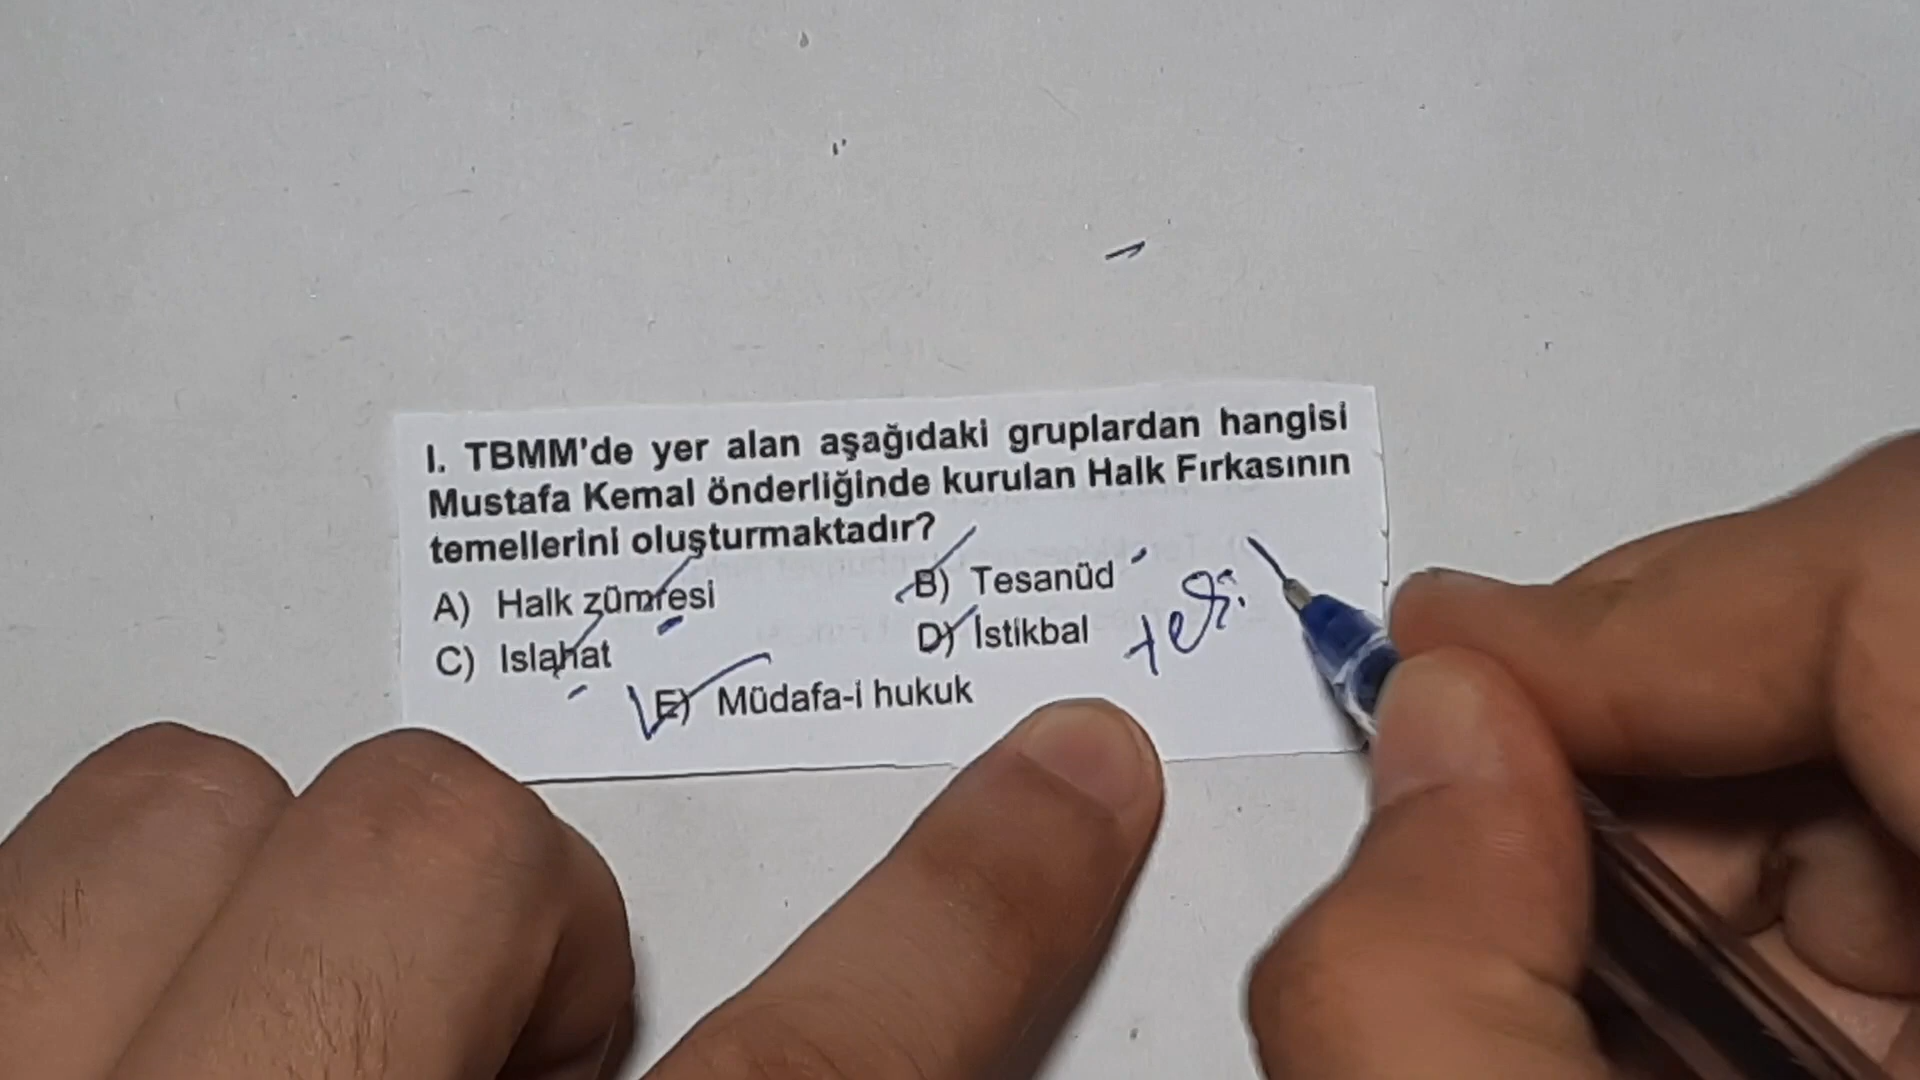 I. TBMM'de yer alan aşağıdaki gruplardan hangisi
Mustafa Kemal önderliğinde kurulan Halk Fırkasının
temellerini oluşturmaktadır?
A) Halk zümresi B) Tesanüd
C) Islahat D) İstikbal
E) Müdafa-i hukuk